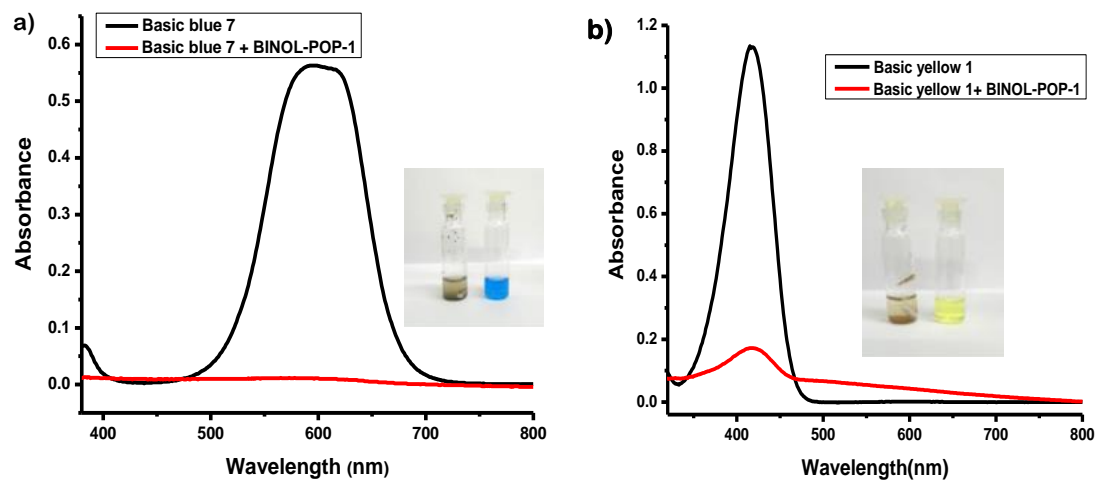 a)
Basic blue 7
Basic blue 7 + BINOL-POP-1
0.6
0.5
0.4
0.3
0.2
0.1
0.0
Absorbance
400 500 600 700 800
Wavelength (nm)
b)
Basic yellow 1
Basic yellow 1+ BINOL-POP-1
1.2
1.0
0.8
0.6
0.4
0.2
0.0
Absorbance
400 500 600 700 800
Wavelength(nm)